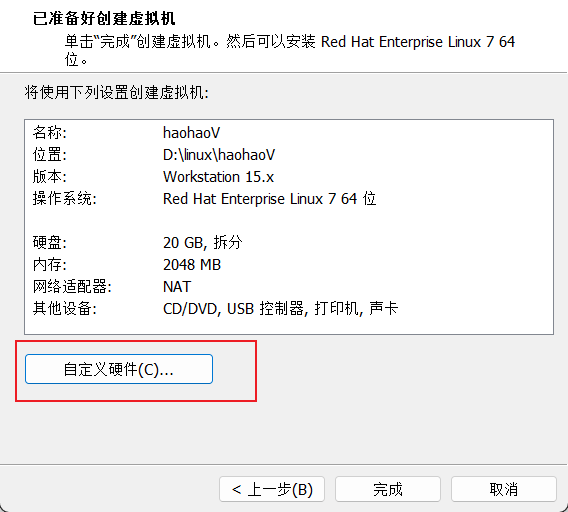 已准备好创建虚拟机
单击“完成”创建虚拟机。然后可以安装 Red Hat Enterprise Linux 7 64
位。
将使用下列设置创建虚拟机:
名称: haohaoV
位置: D:\linux\haohaoV
版本: Workstation 15.x
操作系统: Red Hat Enterprise Linux 7 64 位
硬盘: 20 GB, 拆分
内存: 2048 MB
网络适配器: NAT
其他设备: CD/DVD, USB 控制器, 打印机, 声卡
自定义硬件(C)...
< 上一步(B) 完成 取消